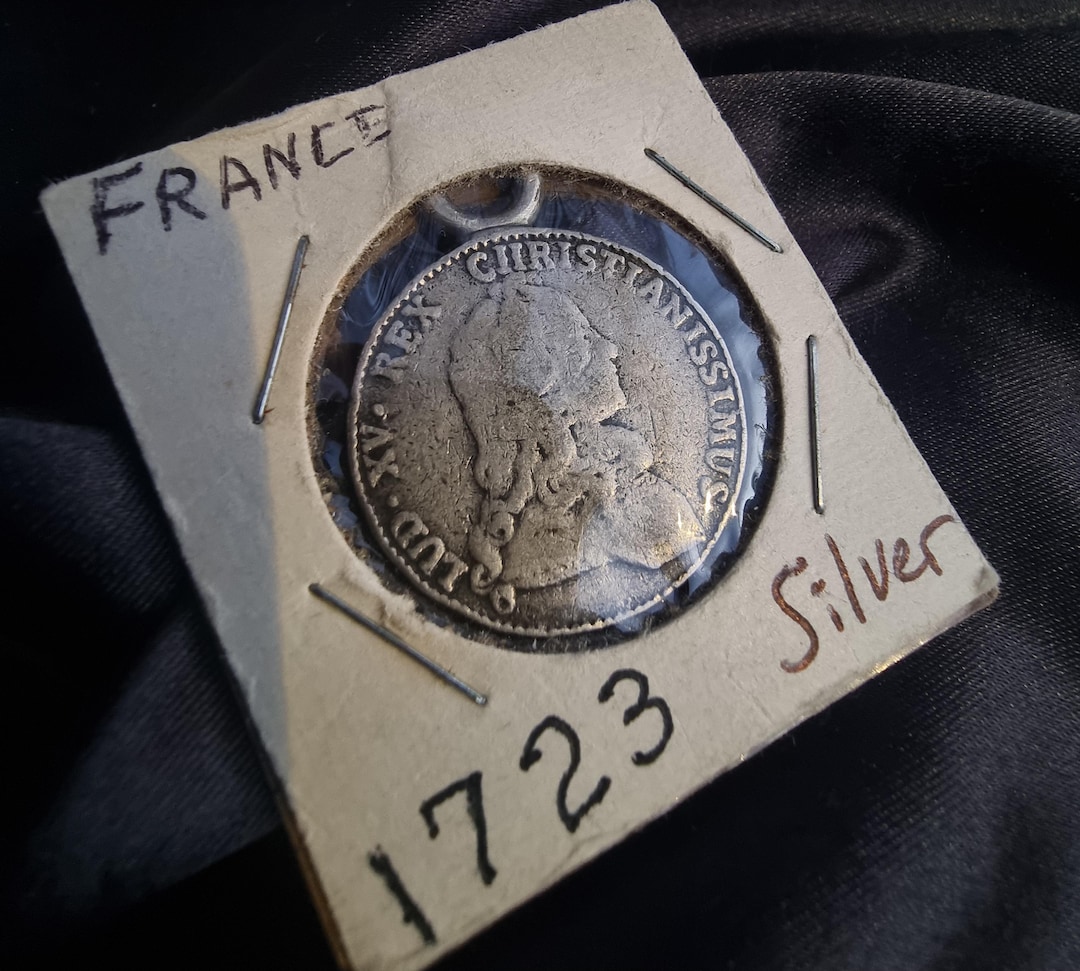 FRANCE
LUD · XV · REX CHRISTIANISSIMUS
Silver
1723